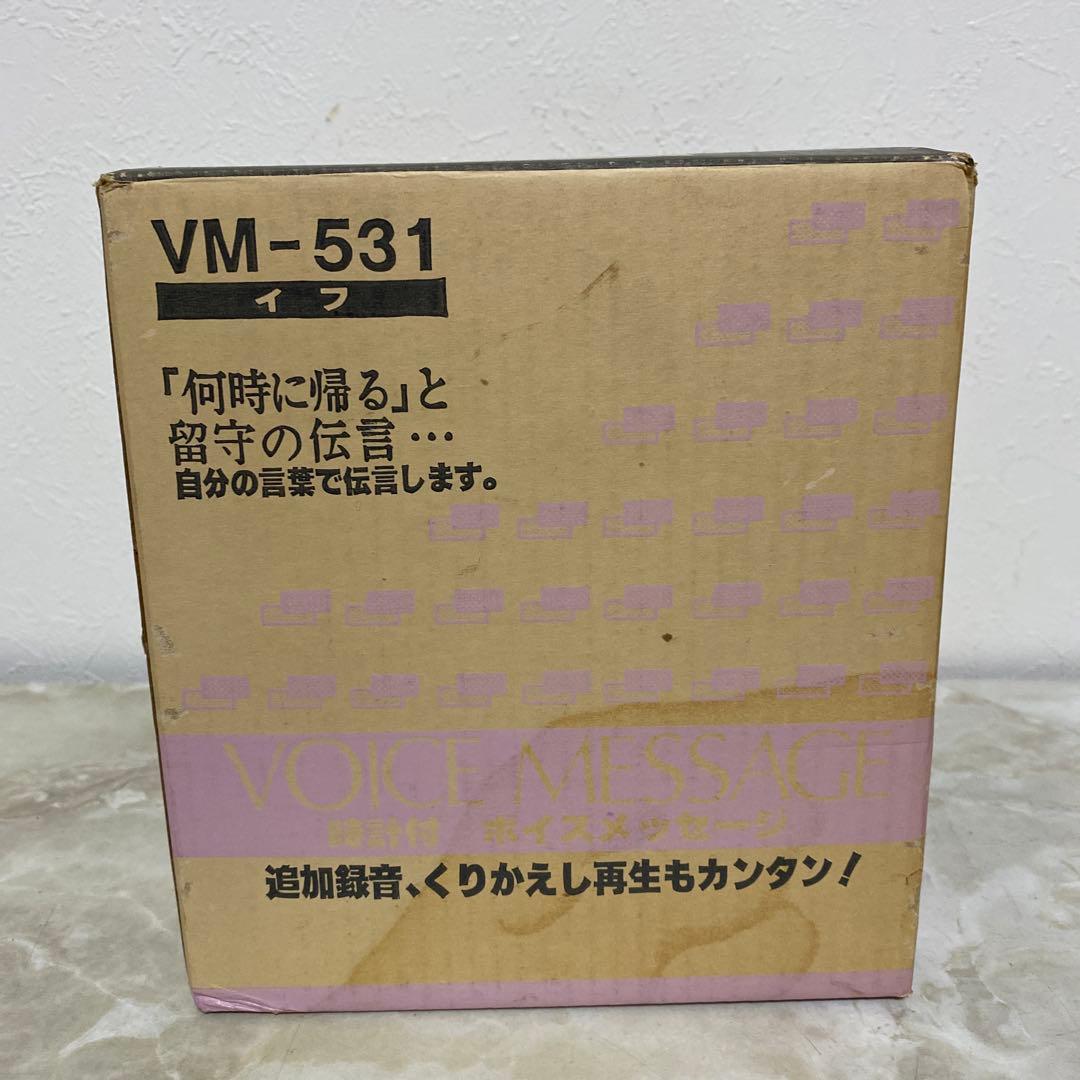 VM-531
イフ
「何時に帰る」と
留守の伝言…
自分の言葉で伝言します。
VOICE MESSAGE
時計付 ボイスメッセージ
追加録音、くりかえし再生もカンタン!